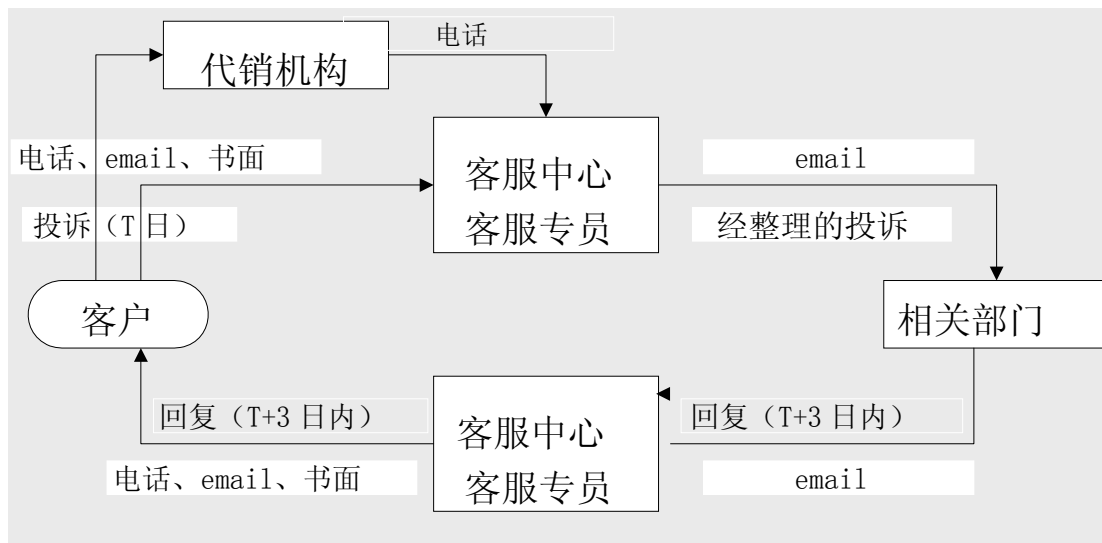 电话
代销机构
电话、email、书面
客服中心
客服专员
email
投诉（T日）
经整理的投诉
客户
相关部门
回复（T+3 日内）
客服中心
客服专员
回复（T+3 日内）
电话、email、书面
email